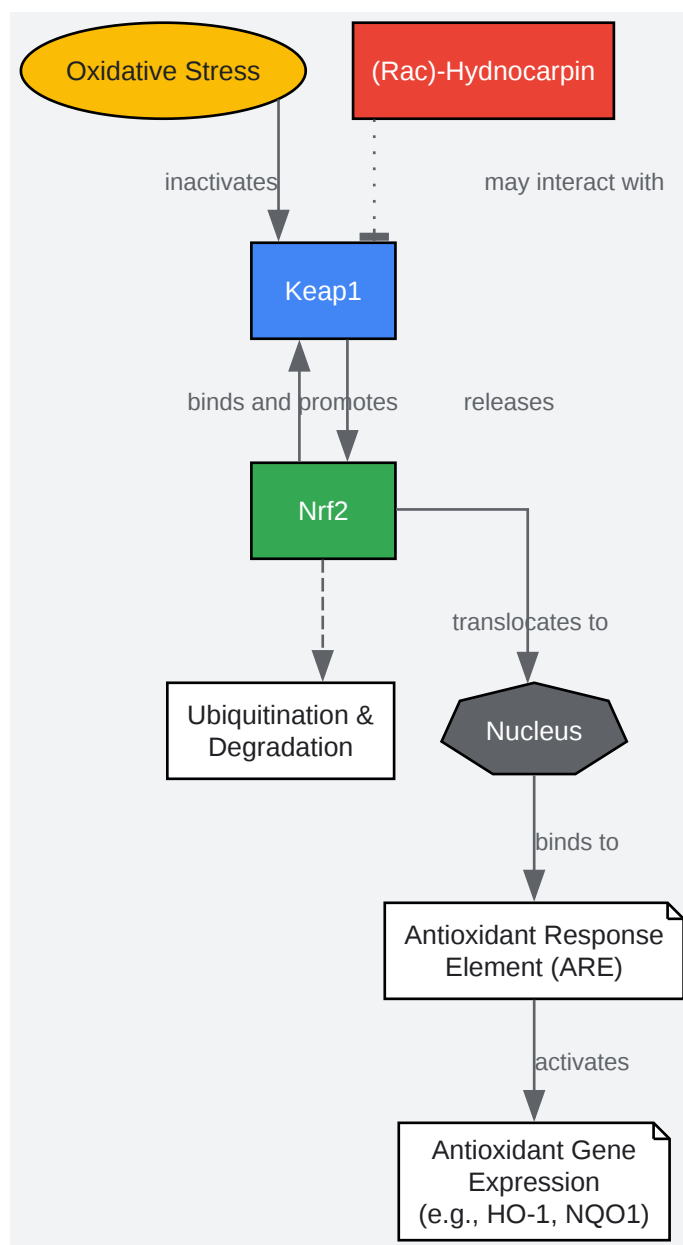 Oxidative Stress
(Rac)-Hydnocarpin
inactivates
may interact with
Keap1
binds and promotes
releases
Nrf2
translocates to
Ubiquitination &
Degradation
Nucleus
binds to
Antioxidant Response
Element (ARE)
activates
Antioxidant Gene
Expression
(e.g., HO-1, NQO1)